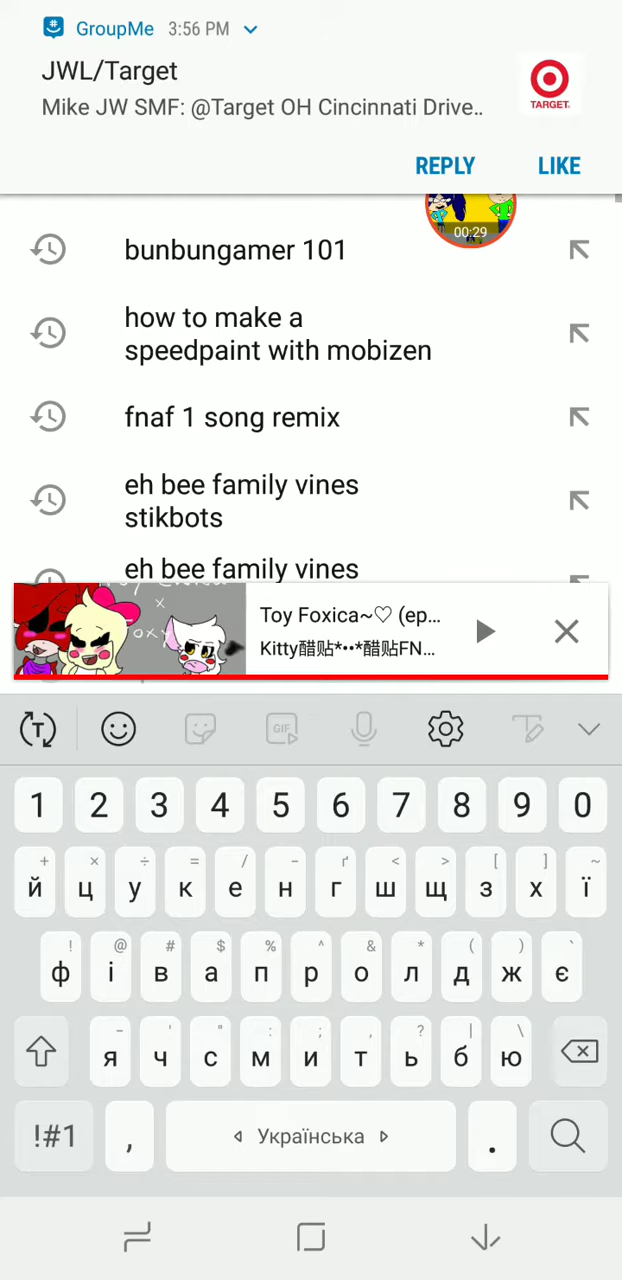 GroupMe 3:56 PM
JWL/Target
Mike JW SMF: @Target OH Cincinnati Drive..
TARGET.
REPLY LIKE
00:29
bunbungamer 101
how to make a
speedpaint with mobizen
fnaf 1 song remix
eh bee family vines
stikbots
eh bee family vines
x
Toy Foxica~♡ (ep...
Kitty醋贴*••*醋贴FN...
T
GIF
T
1 2 3 4 5 6 7 8 9 0
+ × ÷ = / − ґ < > [ ] ~
й ц у к е н г ш щ з х ї
! @ # $ % ^ & * ( ) `
ф і в а п р о л д ж є
− ' " : ; , ? | \
я ч с м и т ь б ю
!#1 , Українська .